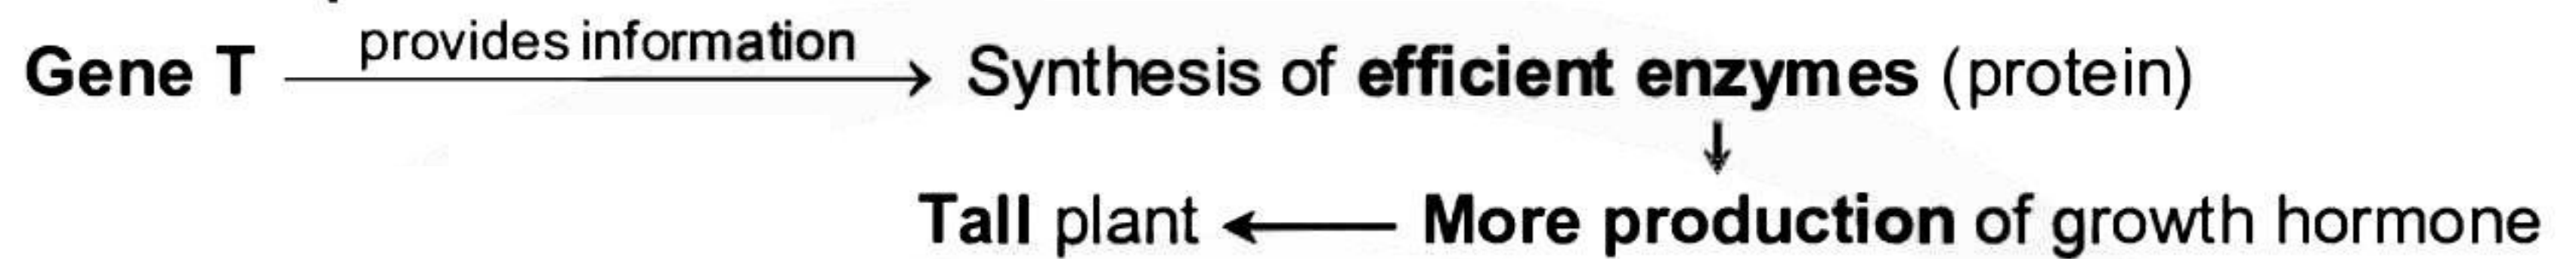 provides information
Gene T → Synthesis of efficient enzymes (protein)
↓
Tall plant ← More production of growth hormone